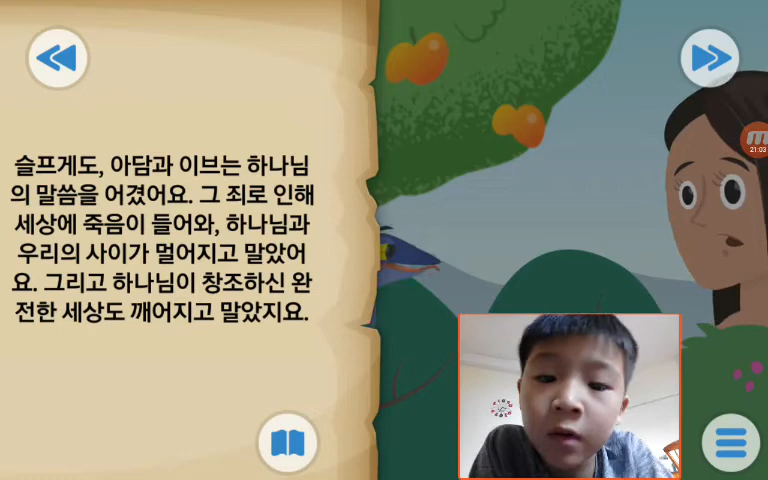 슬프게도, 아담과 이브는 하나님
의 말씀을 어겼어요. 그 죄로 인해
세상에 죽음이 들어와, 하나님과
우리의 사이가 멀어지고 말았어
요. 그리고 하나님이 창조하신 완
전한 세상도 깨어지고 말았지요.
21:03